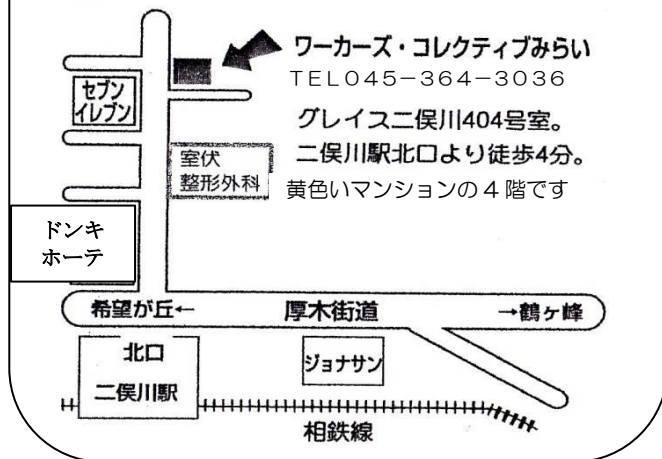 ワーカーズ・コレクティブみらい
TEL045-364-3036
グレイス二俣川404号室。
二俣川駅北口より徒歩4分。
黄色いマンションの4階です
セブン
イレブン
室伏
整形外科
ドンキ
ホーテ
希望が丘← 厚木街道 →鶴ヶ峰
北口
二俣川駅
ジョナサン
相鉄線